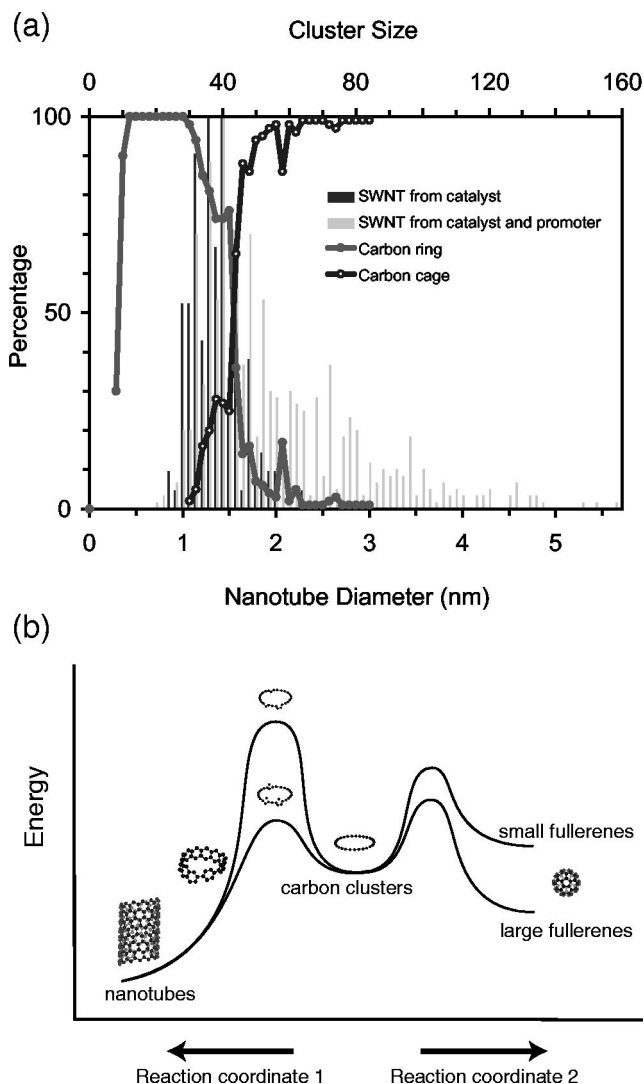 (a)
Cluster Size
0 40 80 120 160
100
50
0
Percentage
SWNT from catalyst
SWNT from catalyst and promoter
Carbon ring
Carbon cage
0 1 2 3 4 5
Nanotube Diameter (nm)
(b)
Energy
small fullerenes
carbon clusters
large fullerenes
nanotubes
Reaction coordinate 1 Reaction coordinate 2